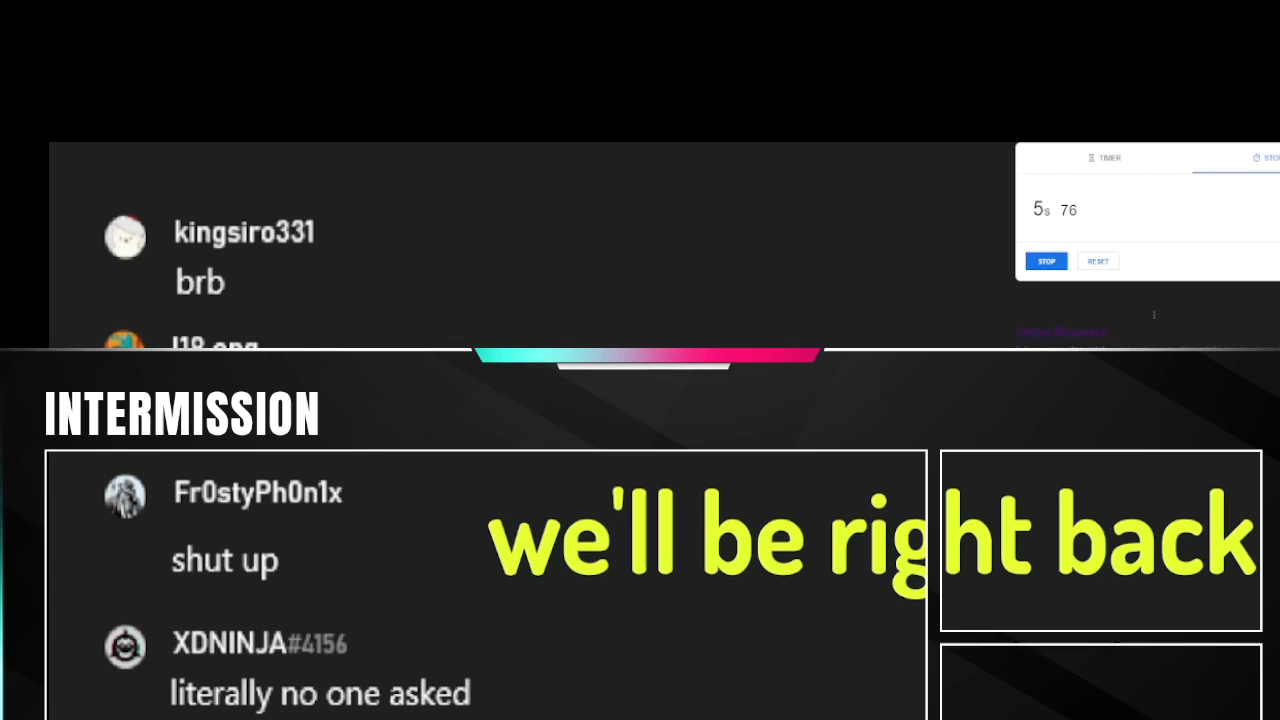 TIMER
5s 76
STOP
RESET
kingsiro331
brb
INTERMISSION
Fr0styPh0n1x
shut up
we'll be right back
XDNINJA#4156
literally no one asked